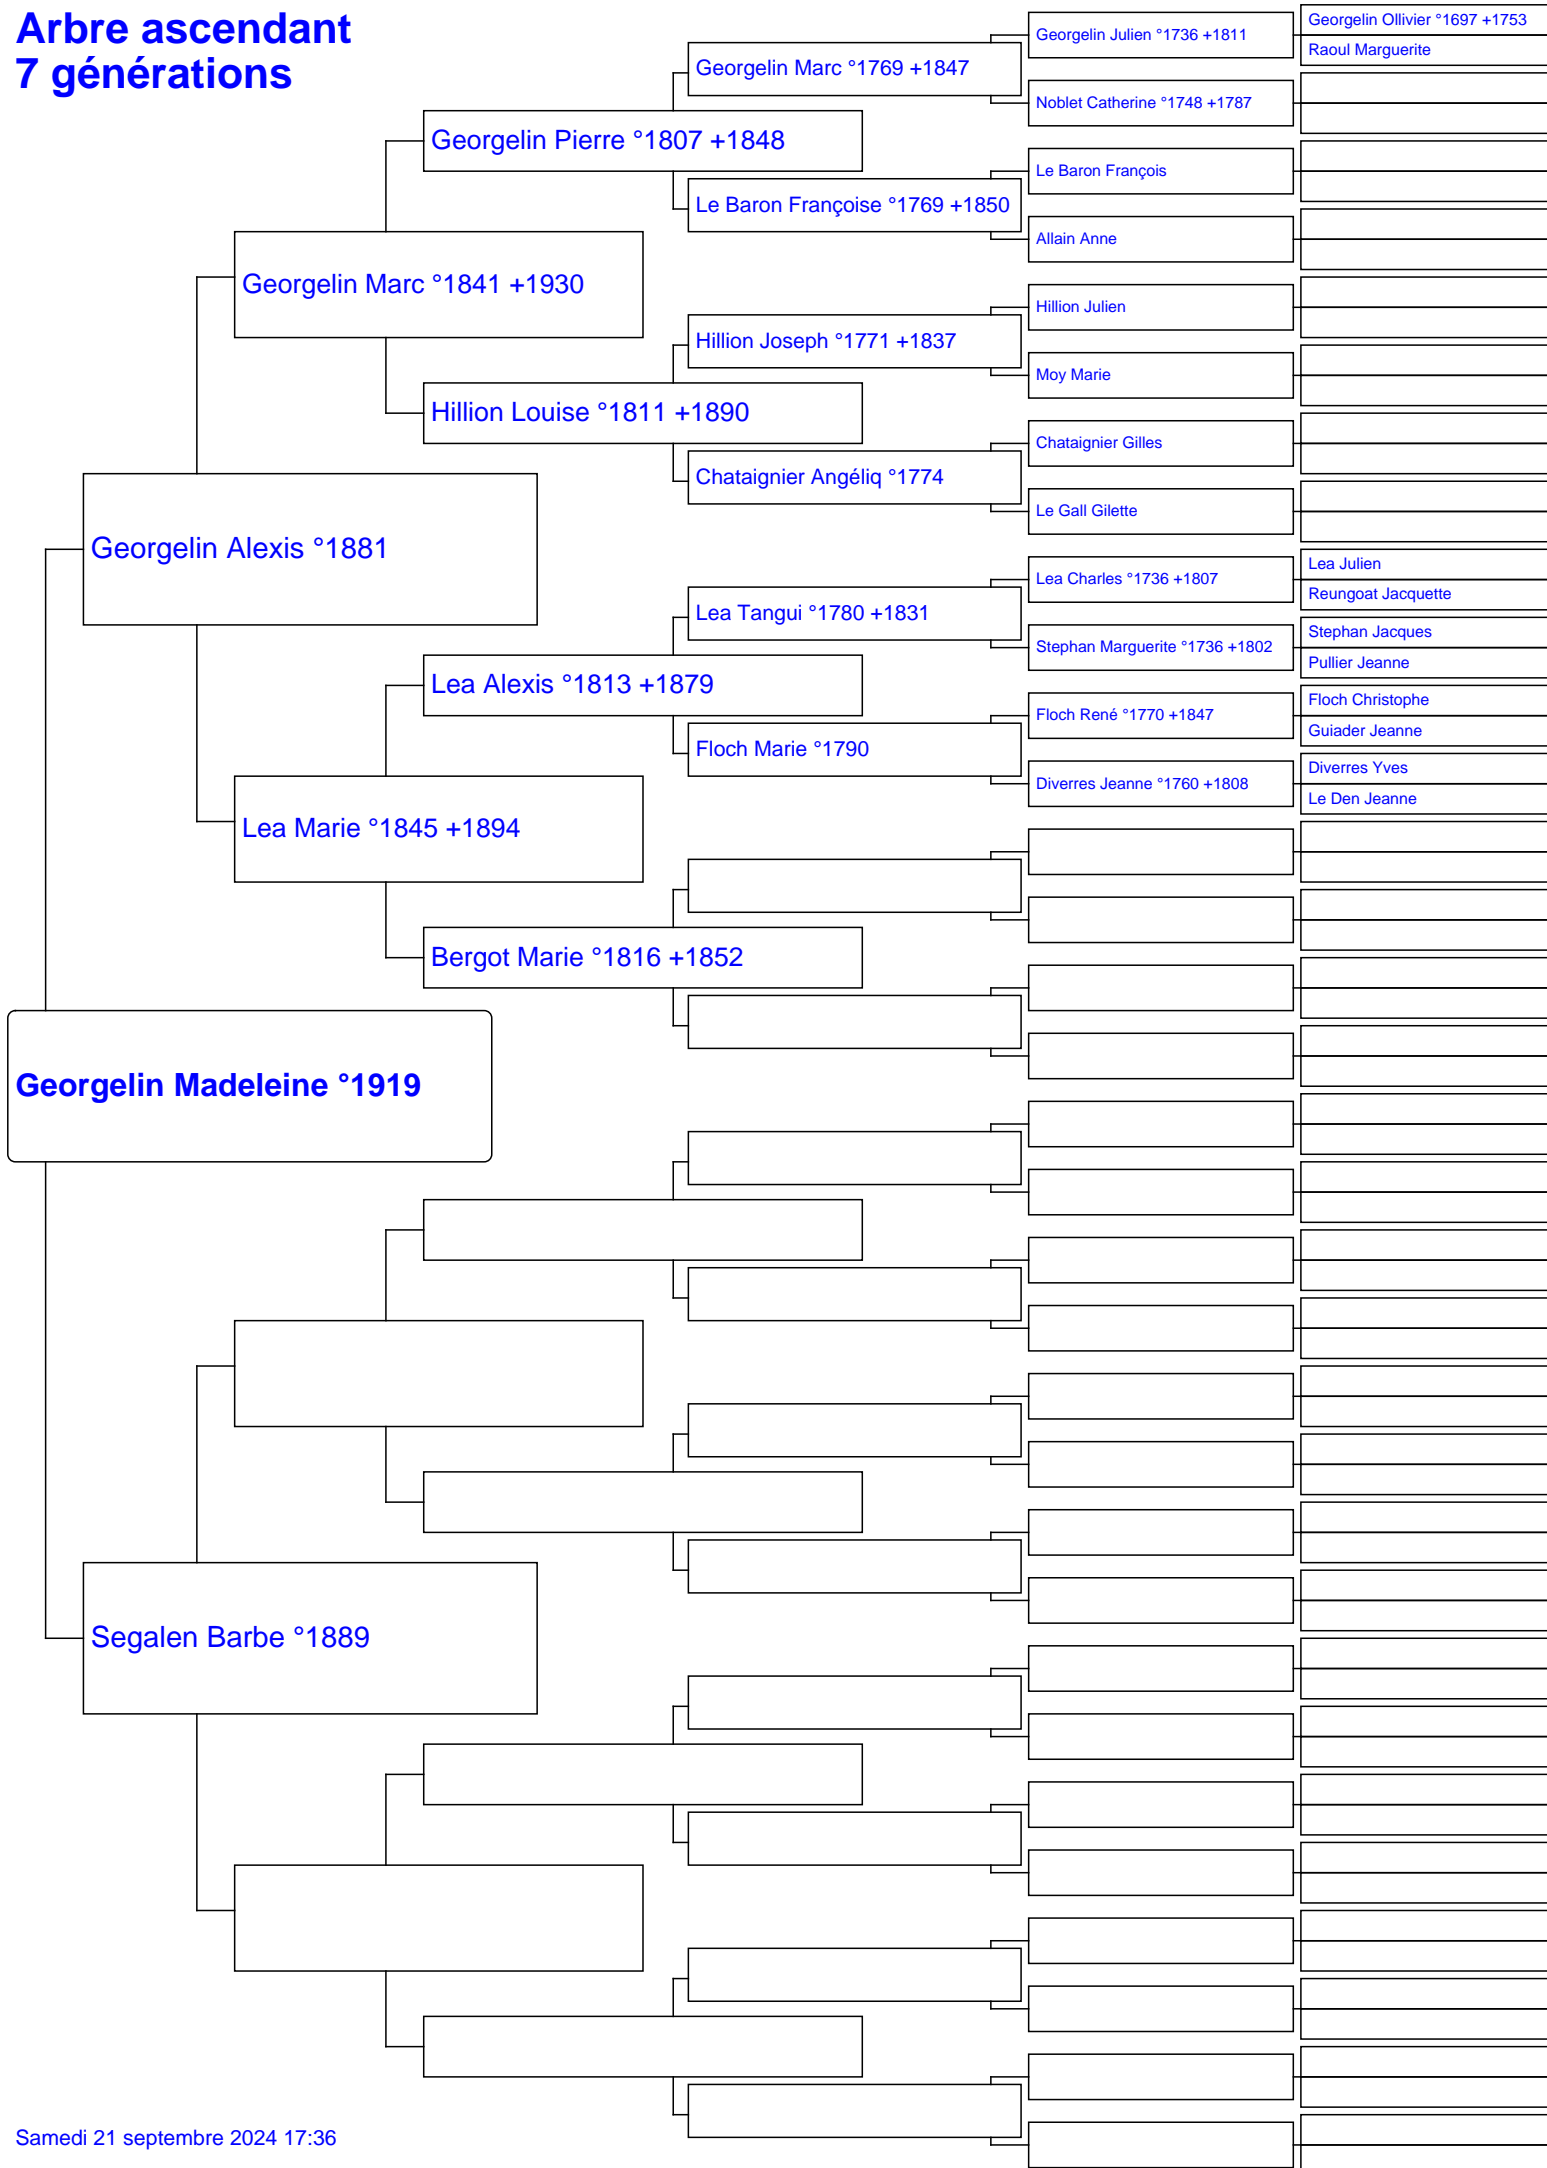 Arbre ascendant
7 générations
Georgelin Ollivier °1697 +1753
Georgelin Julien °1736 +1811
Raoul Marguerite
Georgelin Marc °1769 +1847
Noblet Catherine °1748 +1787
Georgelin Pierre °1807 +1848
Le Baron François
Le Baron Françoise °1769 +1850
Allain Anne
Georgelin Marc °1841 +1930
Hillion Julien
Hillion Joseph °1771 +1837
Moy Marie
Hillion Louise °1811 +1890
Chataignier Gilles
Chataignier Angéliq °1774
Le Gall Gilette
Georgelin Alexis °1881
Lea Julien
Lea Charles °1736 +1807
Reungoat Jacquette
Lea Tangui °1780 +1831
Stephan Jacques
Stephan Marguerite °1736 +1802
Pullier Jeanne
Lea Alexis °1813 +1879
Floch Christophe
Floch René °1770 +1847
Guiader Jeanne
Floch Marie °1790
Diverres Yves
Diverres Jeanne °1760 +1808
Le Den Jeanne
Lea Marie °1845 +1894
Bergot Marie °1816 +1852
Georgelin Madeleine °1919
Segalen Barbe °1889
Samedi 21 septembre 2024 17:36